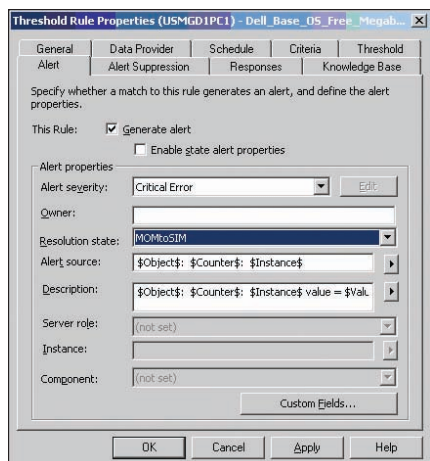 Threshold Rule Properties (USMGD1PC1) - Dell_Base_OS_Free_Megab...
General Data Provider Schedule Criteria Threshold
Alert Alert Suppression Responses Knowledge Base
Specify whether a match to this rule generates an alert, and define the alert
properties.
This Rule: Generate alert
Enable state alert properties
Alert properties
Alert severity: Critical Error Edit
Owner:
Resolution state: MOMtoSIM
Alert source: $Object$: $Counter$: $Instance$
Description: $Object$: $Counter$: $Instance$ value = $Valu
Server role: (not set)
Instance:
Component: (not set)
Custom Fields...
OK Cancel Apply Help